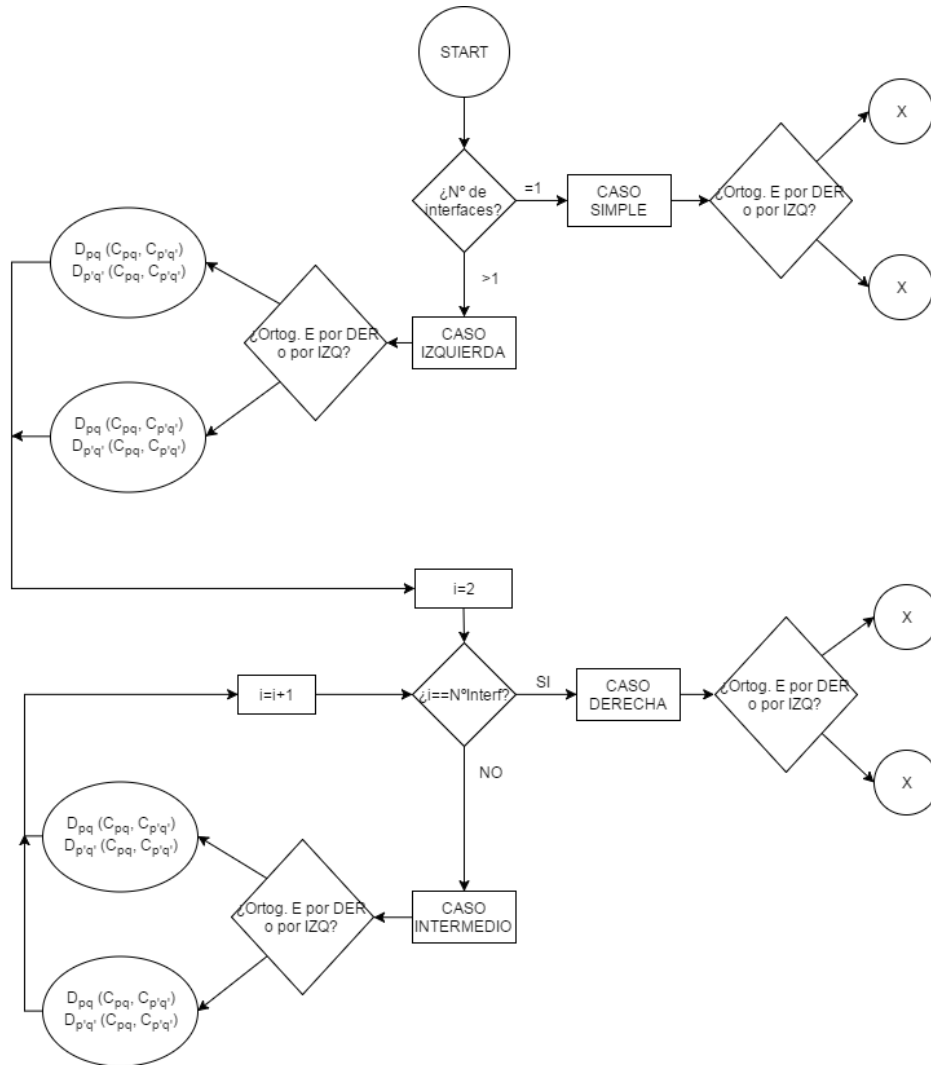 START
X
¿Nº de
interfaces?
=1
CASO
SIMPLE
¿Ortog. E por DER
o por IZQ?
X
>1
Dpq (Cpq, Cp'q')
Dp'q' (Cpq, Cp'q')
¿Ortog. E por DER
o por IZQ?
CASO
IZQUIERDA
Dpq (Cpq, Cp'q')
Dp'q' (Cpq, Cp'q')
i=2
X
i=i+1
¿i==NºInterf?
SI
CASO
DERECHA
¿Ortog. E por DER
o por IZQ?
X
NO
Dpq (Cpq, Cp'q')
Dp'q' (Cpq, Cp'q')
¿Ortog. E por DER
o por IZQ?
CASO
INTERMEDIO
Dpq (Cpq, Cp'q')
Dp'q' (Cpq, Cp'q')